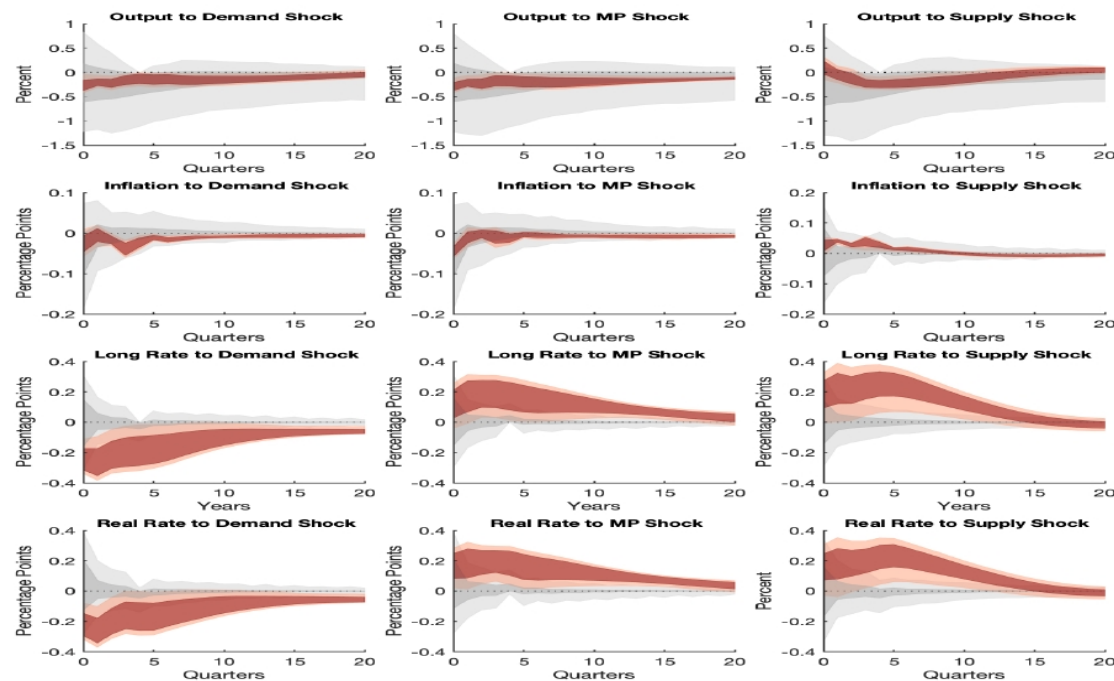 Output to Demand Shock
1
0.5
0
-0.5
-1
-1.5
0 5 10 15 20
Percent
Quarters
Output to MP Shock
1
0.5
0
-0.5
-1
-1.5
0 5 10 15 20
Percent
Quarters
Output to Supply Shock
1
0.5
0
-0.5
-1
-1.5
0 5 10 15 20
Percent
Quarters
Inflation to Demand Shock
0.1
0
-0.1
-0.2
0 5 10 15 20
Percentage Points
Quarters
Inflation to MP Shock
0.1
0
-0.1
-0.2
0 5 10 15 20
Percentage Points
Quarters
Inflation to Supply Shock
0.2
0.1
0
-0.1
-0.2
0 5 10 15 20
Percentage Points
Quarters
Long Rate to Demand Shock
0.4
0.2
0
-0.2
-0.4
0 5 10 15 20
Percentage Points
Years
Long Rate to MP Shock
0.4
0.2
0
-0.2
-0.4
0 5 10 15 20
Percentage Points
Years
Long Rate to Supply Shock
0.4
0.2
0
-0.2
-0.4
0 5 10 15 20
Percentage Points
Years
Real Rate to Demand Shock
0.4
0.2
0
-0.2
-0.4
0 5 10 15 20
Percentage Points
Quarters
Real Rate to MP Shock
0.4
0.2
0
-0.2
-0.4
0 5 10 15 20
Percentage Points
Quarters
Real Rate to Supply Shock
0.4
0.2
0
-0.2
-0.4
0 5 10 15 20
Percent
Quarters